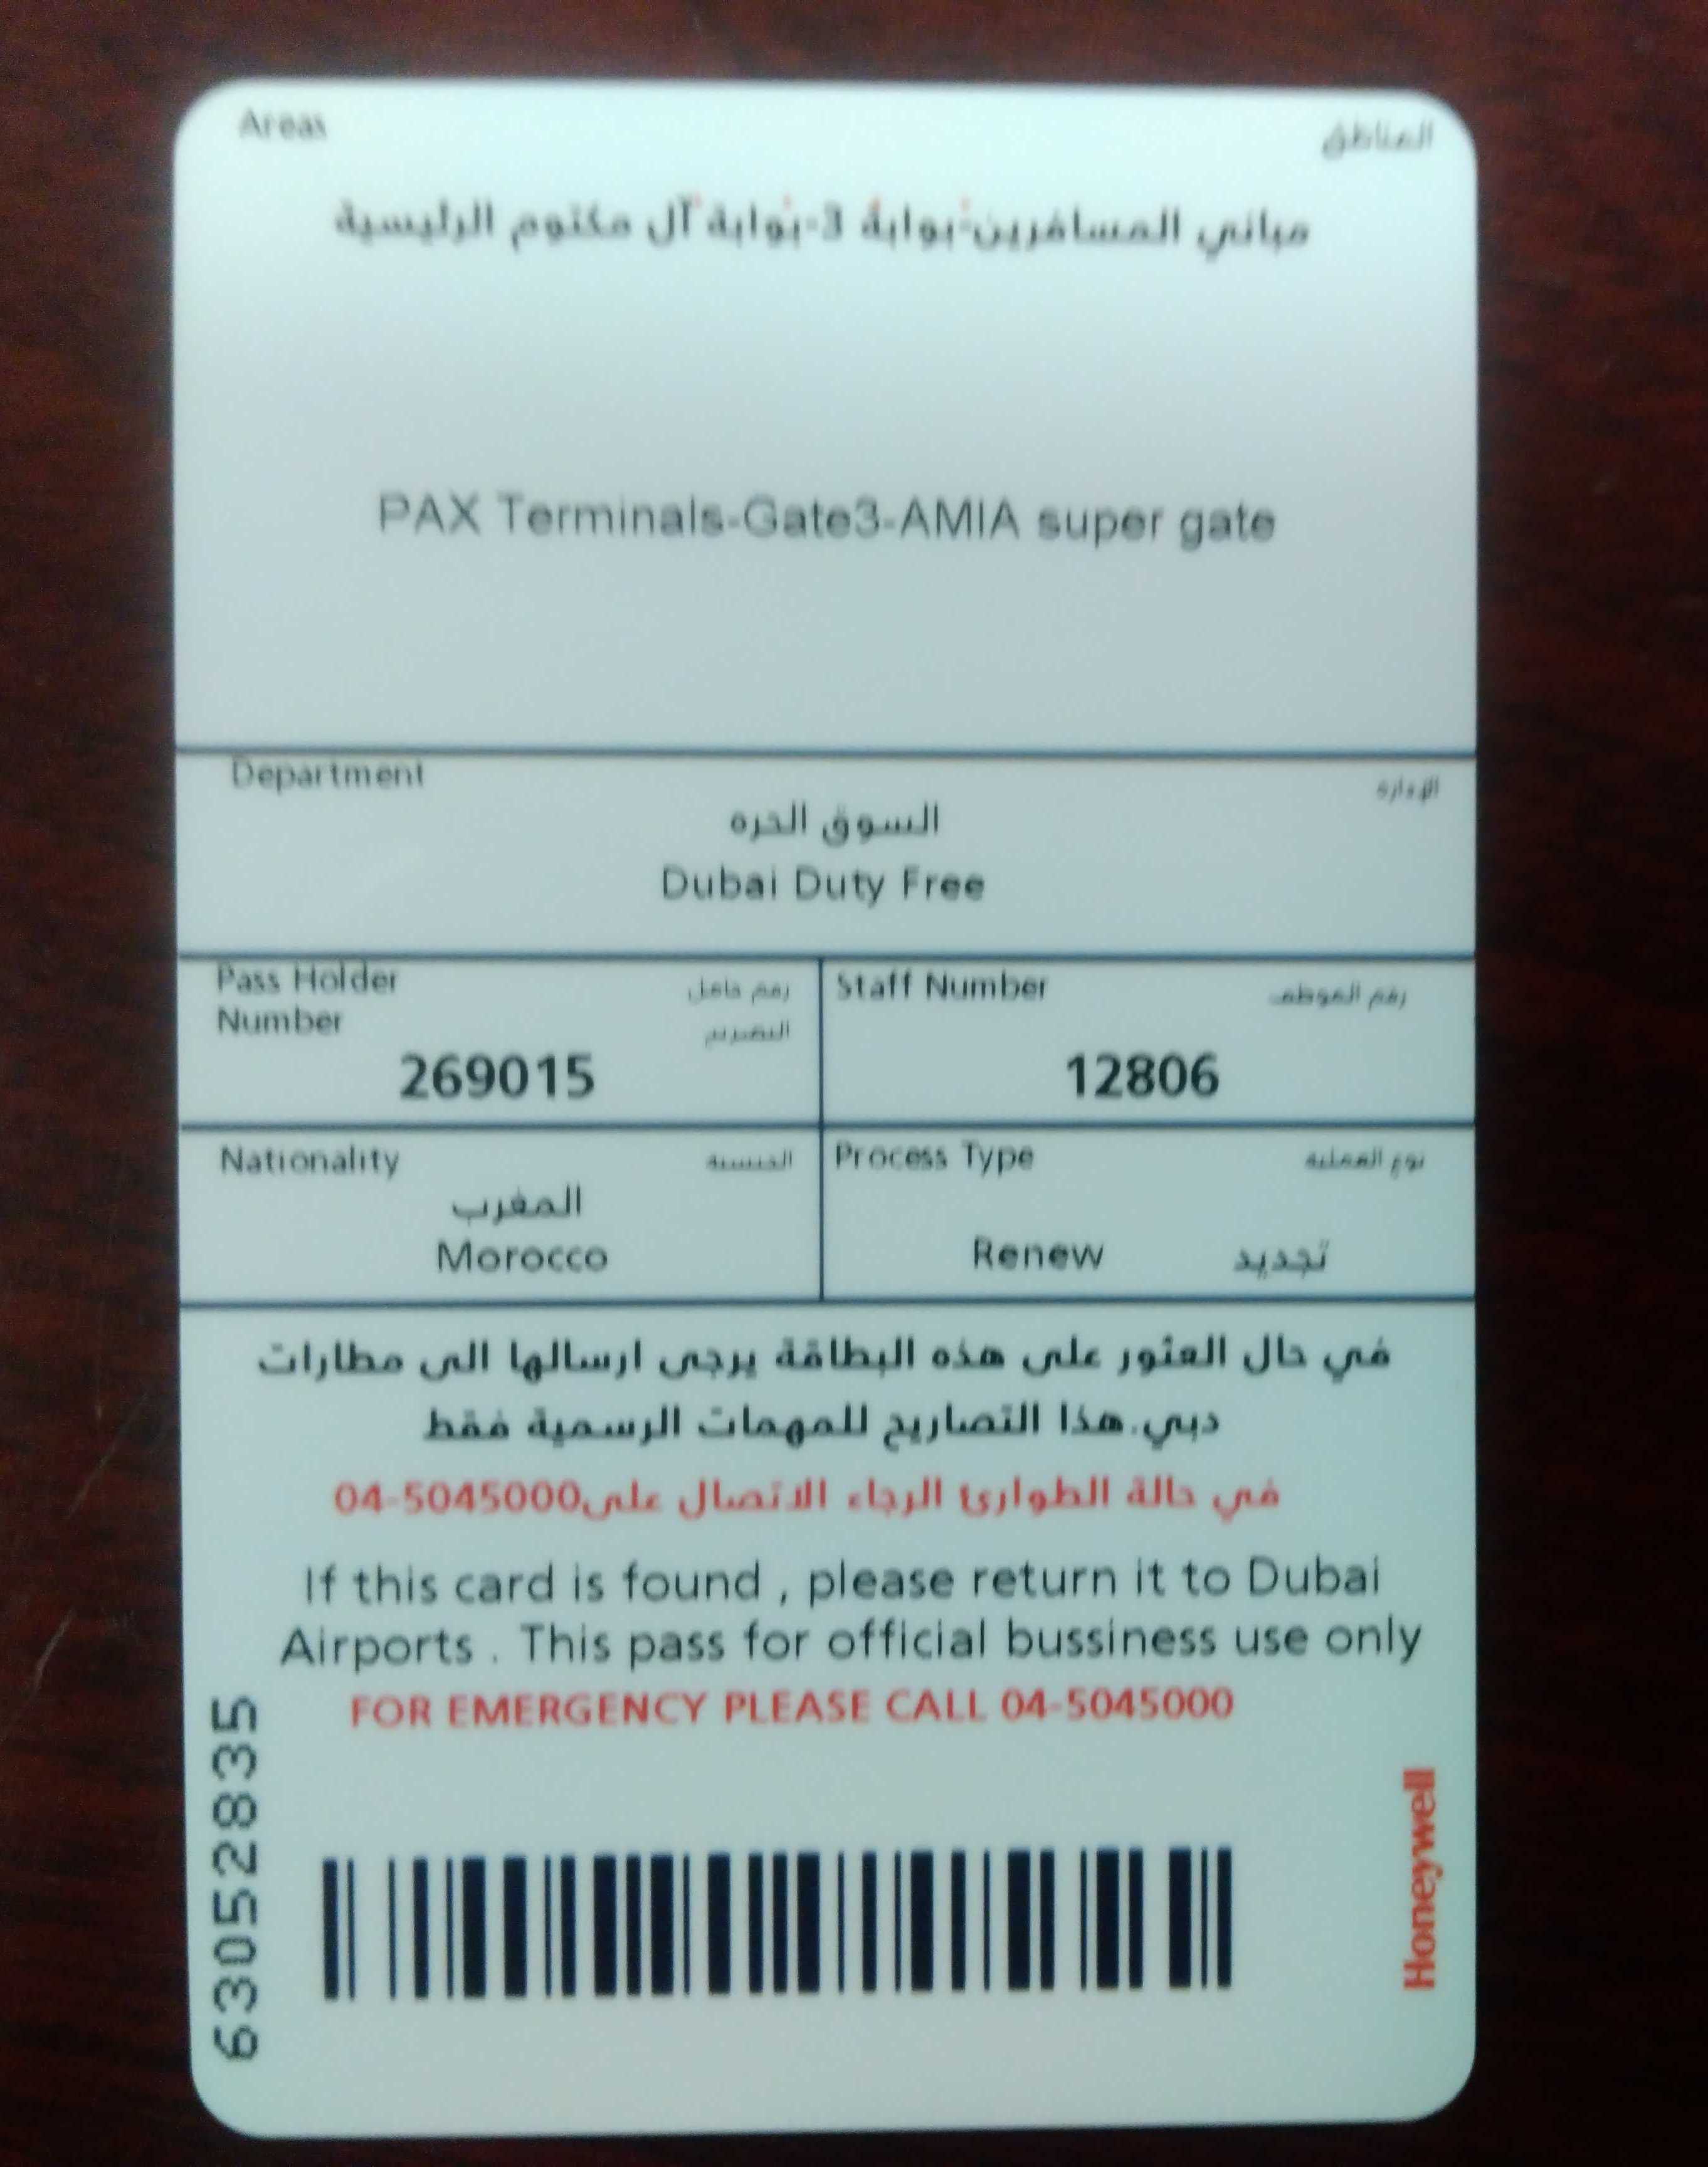 Areas المناطق
مباني المسافرين-بوابة 3-بوابة آل مكتوم الرئيسية
PAX Terminals-Gate3-AMIA super gate
Department الإدارة
السوق الحره
Dubai Duty Free
Pass Holder رقم حامل
Number التصريح
269015
Staff Number رقم الموظف
12806
Nationality الجنسية
المغرب
Morocco
Process Type نوع العملية
Renew تجديد
في حال العثور على هذه البطاقة يرجى ارسالها الى مطارات
دبي.هذا التصاريح للمهمات الرسمية فقط
في حالة الطوارئ الرجاء الاتصال على04-5045000
If this card is found , please return it to Dubai
Airports . This pass for official bussiness use only
FOR EMERGENCY PLEASE CALL 04-5045000
63052835
Honeywell